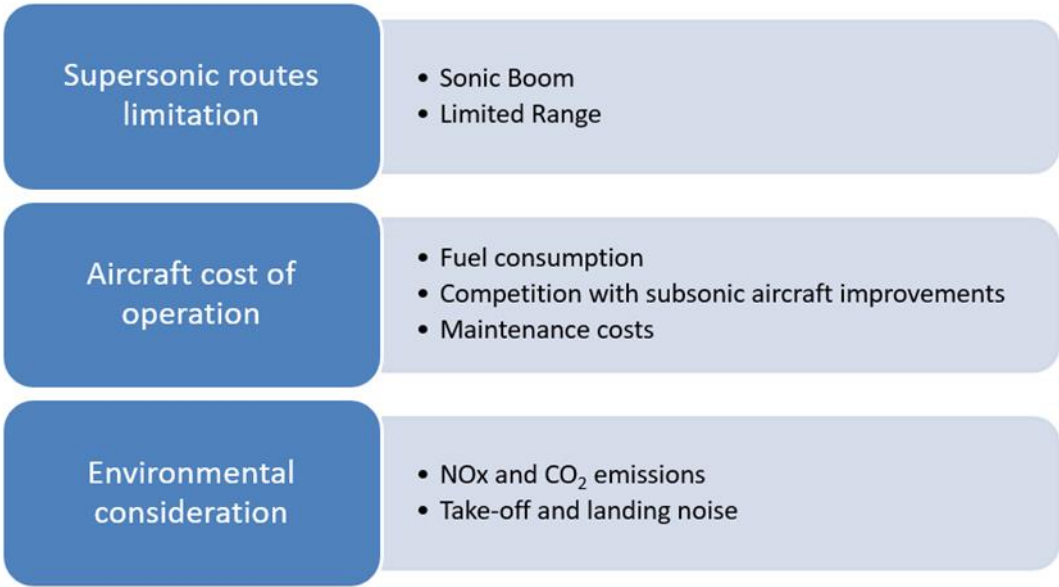 Supersonic routes
limitation
• Sonic Boom
• Limited Range
Aircraft cost of
operation
• Fuel consumption
• Competition with subsonic aircraft improvements
• Maintenance costs
Environmental
consideration
• NOx and CO₂ emissions
• Take-off and landing noise